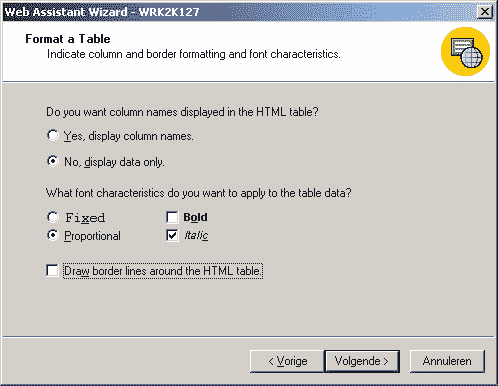 Web Assistant Wizard - WRK2K127
Format a Table
Indicate column and border formatting and font characteristics.
Do you want column names displayed in the HTML table?
Yes, display column names.
No, display data only.
What font characteristics do you want to apply to the table data?
Fixed Bold
Proportional Italic
Draw border lines around the HTML table.
< Vorige Volgende > Annuleren